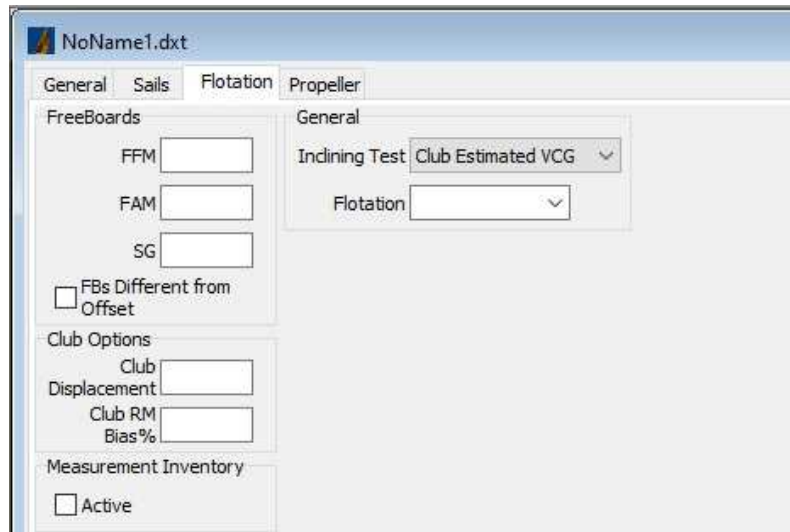 NoName1.dxt
General Sails Flotation Propeller
FreeBoards
FFM
FAM
SG
FBs Different from
Offset
General
Inclining Test Club Estimated VCG
Flotation
Club Options
Club
Displacement
Club RM
Bias%
Measurement Inventory
Active